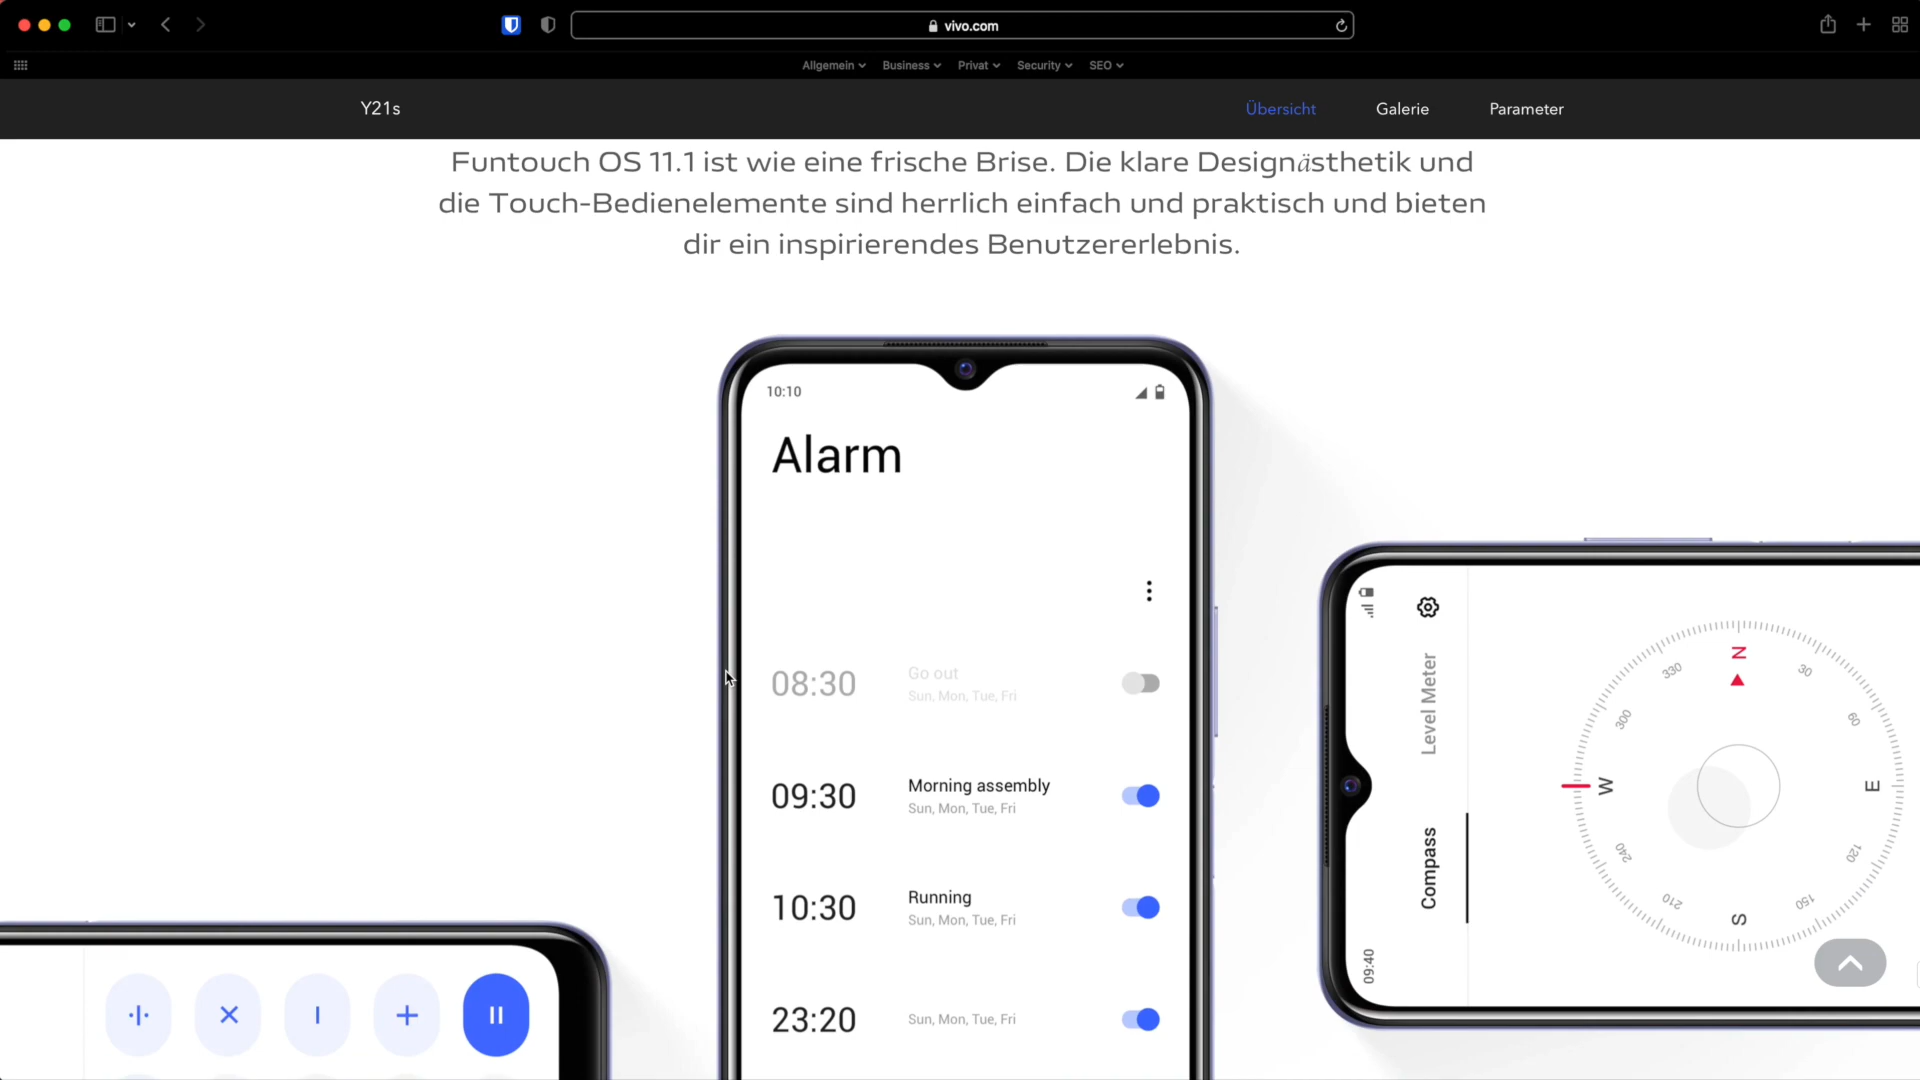 vivo.com
Allgemein Business Privat Security SEO
Y21s Übersicht Galerie Parameter
Funtouch OS 11.1 ist wie eine frische Brise. Die klare Designästhetik und
die Touch-Bedienelemente sind herrlich einfach und praktisch und bieten
dir ein inspirierendes Benutzererlebnis.
10:10
Alarm
08:30 Go out
Sun, Mon, Tue, Fri
09:30 Morning assembly
Sun, Mon, Tue, Fri
10:30 Running
Sun, Mon, Tue, Fri
23:20 Sun, Mon, Tue, Fri
09:40
Compass
Level Meter
N
30
60
E
120
150
S
210
240
W
300
330